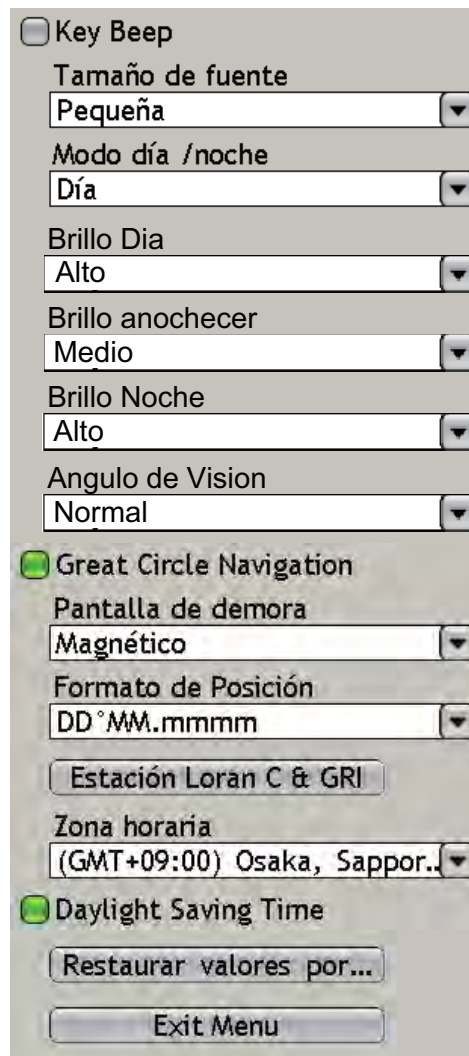 Key Beep
Tamaño de fuente
Pequeña
Modo día /noche
Día
Brillo Dia
Alto
Brillo anochecer
Medio
Brillo Noche
Alto
Angulo de Vision
Normal
Great Circle Navigation
Pantalla de demora
Magnético
Formato de Posición
DD°MM.mmmm
Estación Loran C & GRI
Zona horaria
(GMT+09:00) Osaka, Sappor..
Daylight Saving Time
Restaurar valores por...
Exit Menu